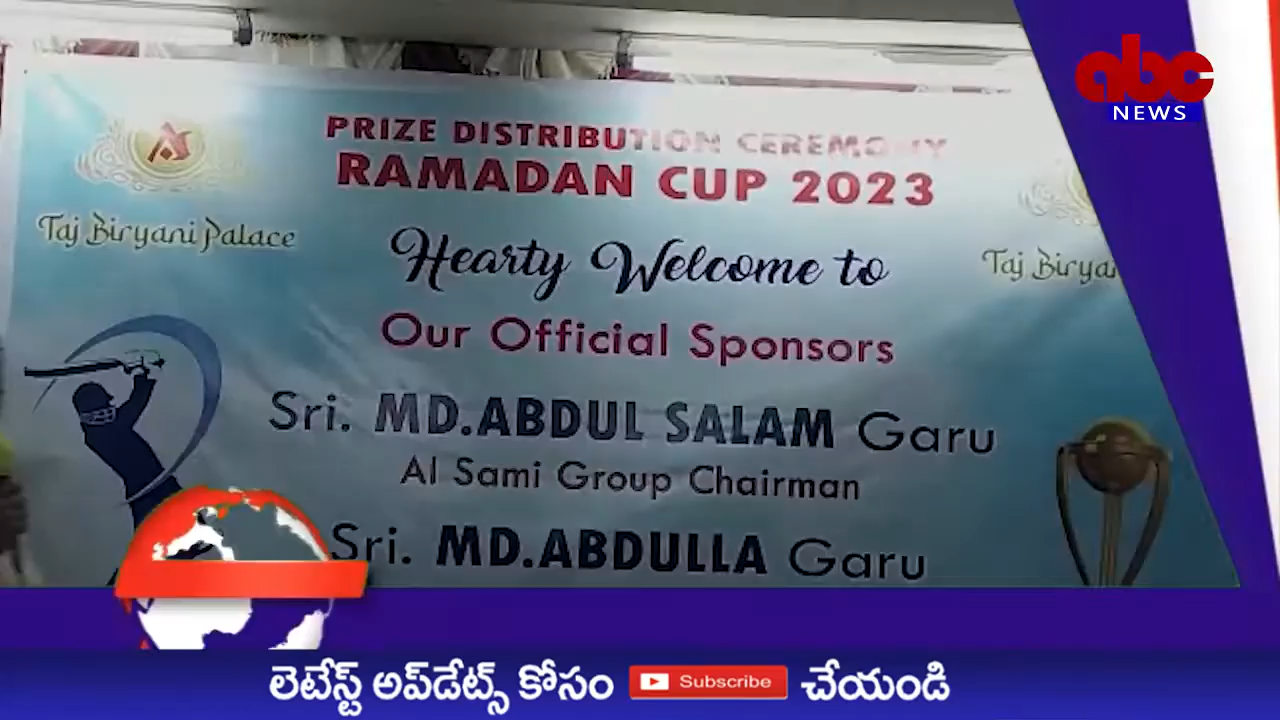 abc
NEWS
PRIZE DISTRIBUTION CEREMONY
RAMADAN CUP 2023
AS
Taj Biryani Palace
Taj
Hearty Welcome to
Our Official Sponsors
Sri. MD.ABDUL SALAM Garu
Al Sami Group Chairman
Sri. MD.ABDULLA Garu
లెటేస్ట్ అప్‌డేట్స్ కోసం Subscribe చేయండి